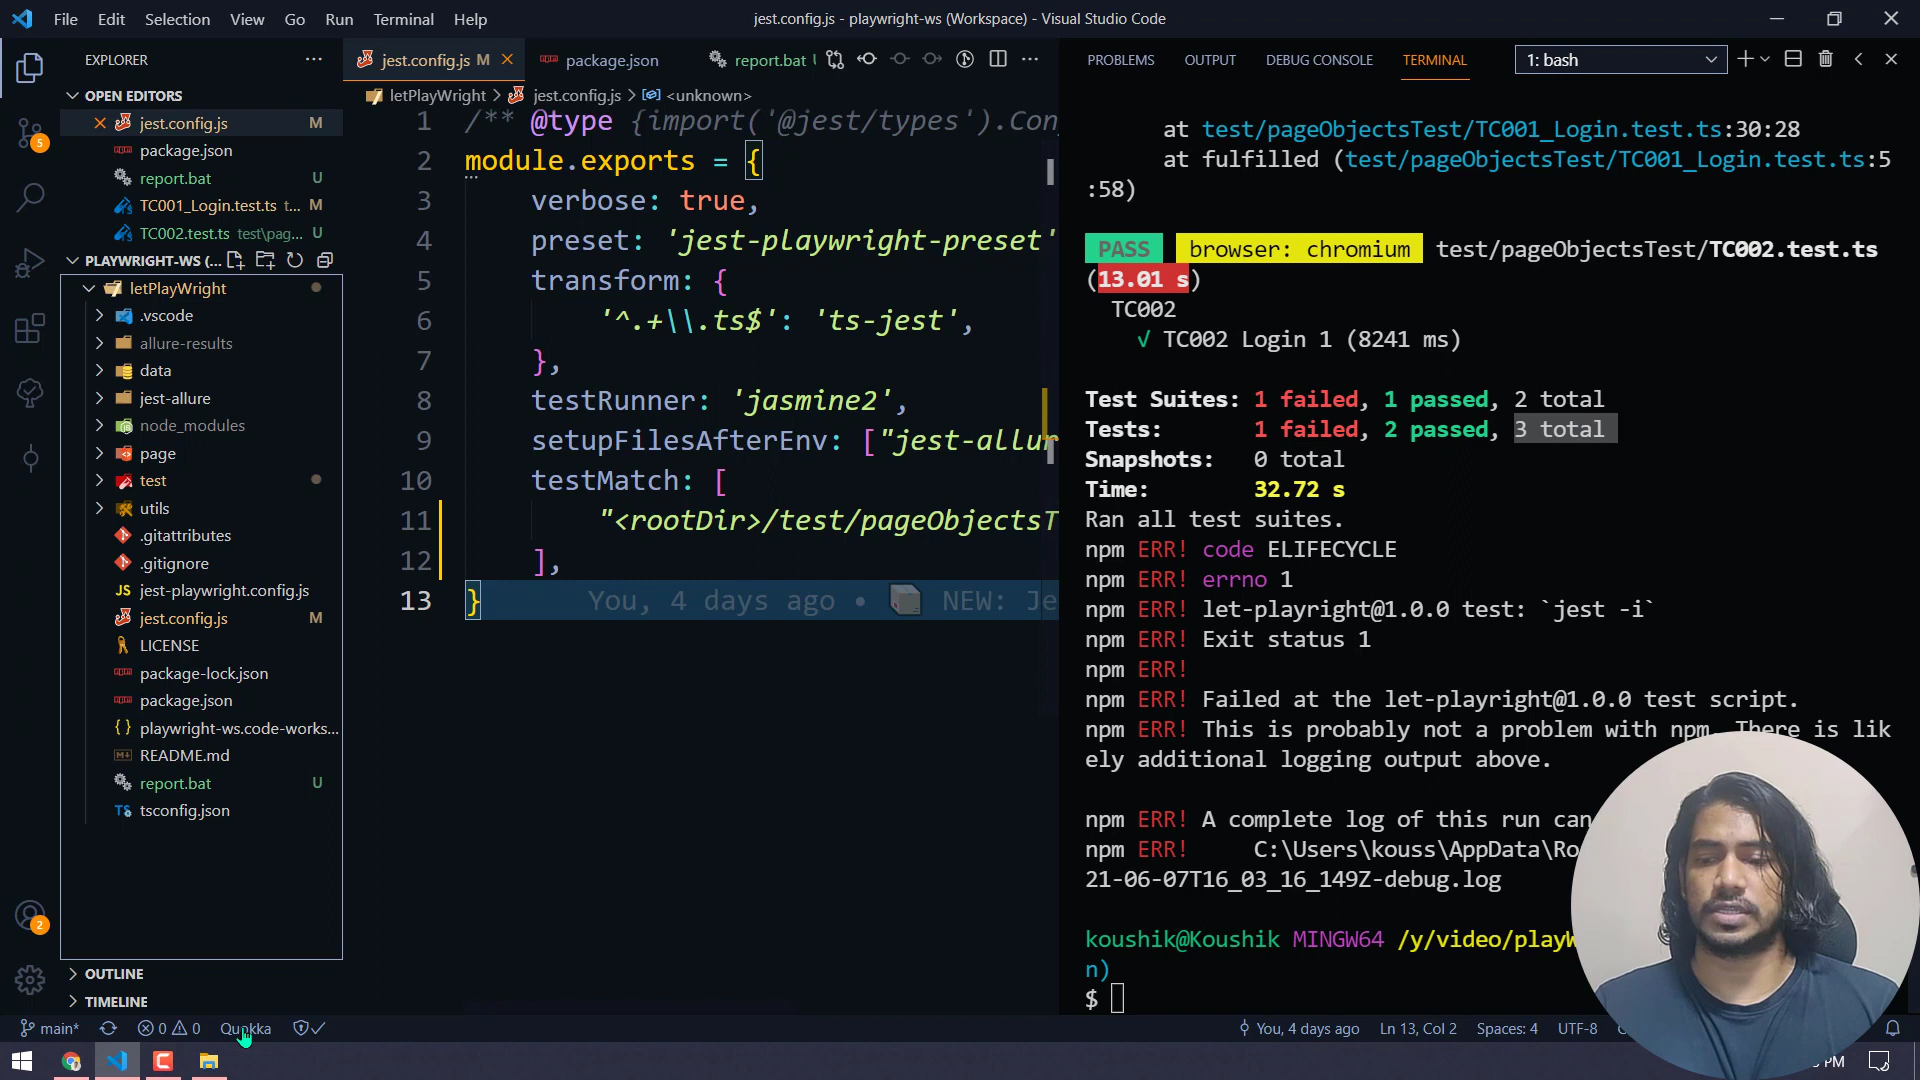 File Edit Selection View Go Run Terminal Help
jest.config.js - playwright-ws (Workspace) - Visual Studio Code
EXPLORER
OPEN EDITORS
jest.config.js M
package.json
report.bat U
TC001_Login.test.ts t... M
TC002.test.ts test\pag... U
PLAYWRIGHT-WS (...
letPlayWright
.vscode
allure-results
data
jest-allure
node_modules
page
test
utils
.gitattributes
.gitignore
JS jest-playwright.config.js
jest.config.js M
LICENSE
package-lock.json
package.json
{} playwright-ws.code-works...
README.md
report.bat U
TS tsconfig.json
OUTLINE
TIMELINE
jest.config.js M
package.json
report.bat
letPlayWright > jest.config.js > <unknown>
1 /** @type {import('@jest/types').Con
2 module.exports = {
3 verbose: true,
4 preset: 'jest-playwright-preset'
5 transform: {
6 '^.+\\.ts$': 'ts-jest',
7 },
8 testRunner: 'jasmine2',
9 setupFilesAfterEnv: ["jest-allur
10 testMatch: [
11 "<rootDir>/test/pageObjectsT
12 ],
13 } You, 4 days ago • NEW: Je
PROBLEMS OUTPUT DEBUG CONSOLE TERMINAL 1: bash
at test/pageObjectsTest/TC001_Login.test.ts:30:28
at fulfilled (test/pageObjectsTest/TC001_Login.test.ts:5
:58)
PASS browser: chromium test/pageObjectsTest/TC002.test.ts
(13.01 s)
TC002
√ TC002 Login 1 (8241 ms)
Test Suites: 1 failed, 1 passed, 2 total
Tests: 1 failed, 2 passed, 3 total
Snapshots: 0 total
Time: 32.72 s
Ran all test suites.
npm ERR! code ELIFECYCLE
npm ERR! errno 1
npm ERR! let-playright@1.0.0 test: `jest -i`
npm ERR! Exit status 1
npm ERR!
npm ERR! Failed at the let-playright@1.0.0 test script.
npm ERR! This is probably not a problem with npm. There is lik
ely additional logging output above.
npm ERR! A complete log of this run can
npm ERR! C:\Users\kouss\AppData\Ro
21-06-07T16_03_16_149Z-debug.log
koushik@Koushik MINGW64 /y/video/playW
n)
$
main* 0 0 Quokka
You, 4 days ago Ln 13, Col 2 Spaces: 4 UTF-8
PM